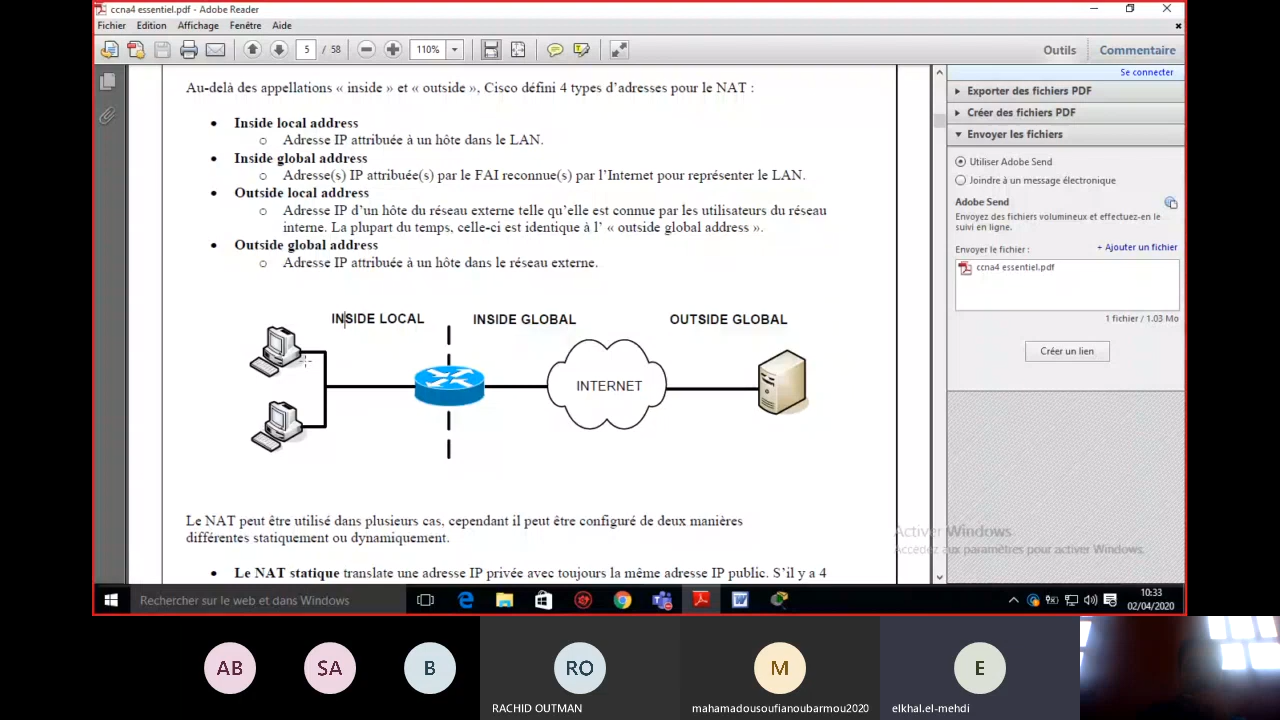 ccna4 essentiel.pdf - Adobe Reader
Fichier Edition Affichage Fenêtre Aide
5 / 58 110% Outils Commentaire
Se connecter
Exporter des fichiers PDF
Créer des fichiers PDF
Envoyer les fichiers
Utiliser Adobe Send
Joindre à un message électronique
Adobe Send
Envoyez des fichiers volumineux et effectuez-en le
suivi en ligne.
Envoyer le fichier :
+ Ajouter un fichier
ccna4 essentiel.pdf
1 fichier / 1.03 Mo
Créer un lien
Au-delà des appellations « inside » et « outside », Cisco défini 4 types d'adresses pour le NAT :
• Inside local address
o Adresse IP attribuée à un hôte dans le LAN.
• Inside global address
o Adresse(s) IP attribuée(s) par le FAI reconnue(s) par l'Internet pour représenter le LAN.
• Outside local address
o Adresse IP d'un hôte du réseau externe telle qu'elle est connue par les utilisateurs du réseau
interne. La plupart du temps, celle-ci est identique à l' « outside global address ».
• Outside global address
o Adresse IP attribuée à un hôte dans le réseau externe.
INSIDE LOCAL INSIDE GLOBAL OUTSIDE GLOBAL
INTERNET
Le NAT peut être utilisé dans plusieurs cas, cependant il peut être configuré de deux manières
différentes statiquement ou dynamiquement.
• Le NAT statique translate une adresse IP privée avec toujours la même adresse IP public. S'il y a 4
Activer Windows
Accédez aux paramètres pour activer Windows.
Rechercher sur le web et dans Windows
10:33
02/04/2020
AB SA B RO M E
RACHID OUTMAN mahamadousoufianoubarmou2020 elkhal.el-mehdi